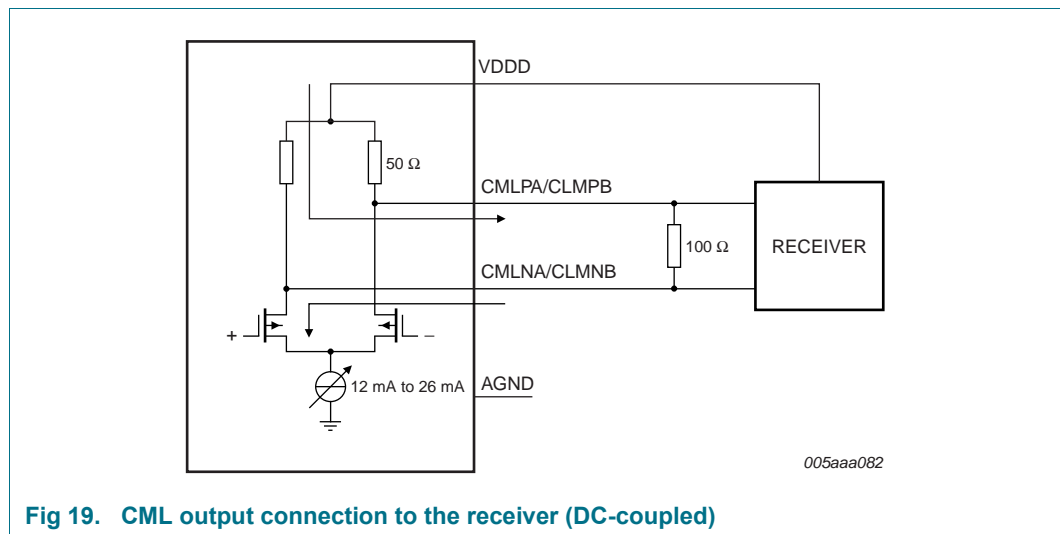 VDDD
50 Ω
CMLPA/CLMPB
100 Ω
RECEIVER
CMLNA/CLMNB
+
–
12 mA to 26 mA
AGND
005aaa082
Fig 19. CML output connection to the receiver (DC-coupled)